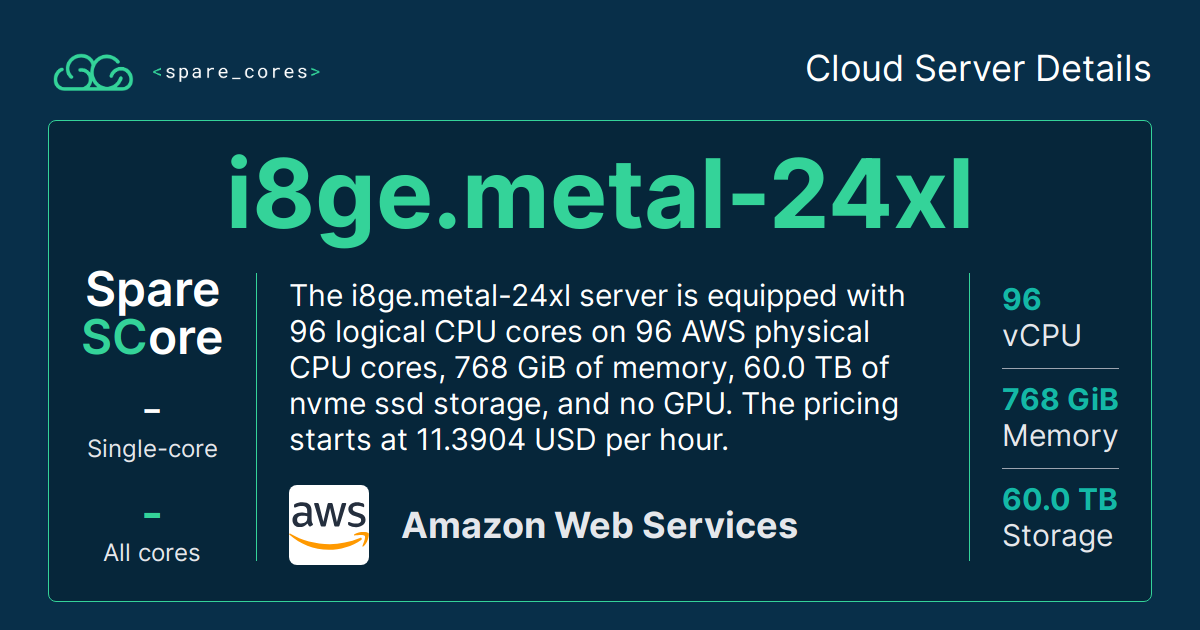 <spare_cores>
Cloud Server Details
i8ge.metal-24xl
Spare
SCore
–
Single-core
–
All cores
The i8ge.metal-24xl server is equipped with
96 logical CPU cores on 96 AWS physical
CPU cores, 768 GiB of memory, 60.0 TB of
nvme ssd storage, and no GPU. The pricing
starts at 11.3904 USD per hour.
aws
Amazon Web Services
96
vCPU
768 GiB
Memory
60.0 TB
Storage